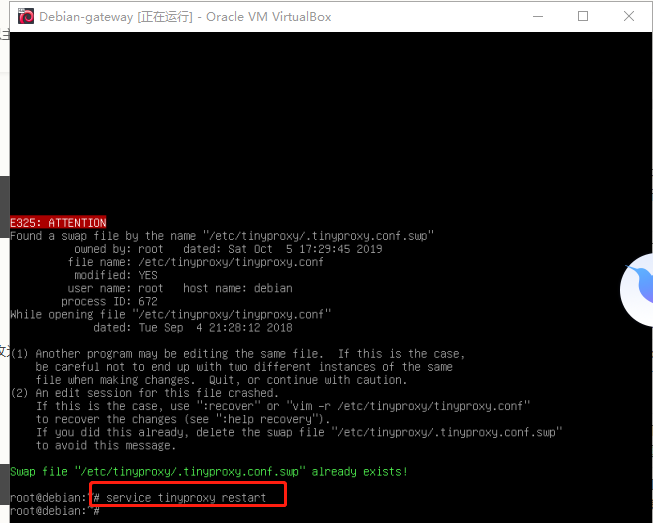 Debian-gateway [正在运行] - Oracle VM VirtualBox
E325: ATTENTION
Found a swap file by the name "/etc/tinyproxy/.tinyproxy.conf.swp"
owned by: root   dated: Sat Oct  5 17:29:45 2019
file name: /etc/tinyproxy/tinyproxy.conf
modified: YES
user name: root   host name: debian
process ID: 672
While opening file "/etc/tinyproxy/tinyproxy.conf"
dated: Tue Sep  4 21:28:12 2018
(1) Another program may be editing the same file.  If this is the case,
be careful not to end up with two different instances of the same
file when making changes.  Quit, or continue with caution.
(2) An edit session for this file crashed.
If this is the case, use ":recover" or "vim -r /etc/tinyproxy/tinyproxy.conf"
to recover the changes (see ":help recovery").
If you did this already, delete the swap file "/etc/tinyproxy/.tinyproxy.conf.swp"
to avoid this message.
Swap file "/etc/tinyproxy/.tinyproxy.conf.swp" already exists!
root@debian:~# service tinyproxy restart
root@debian:~#